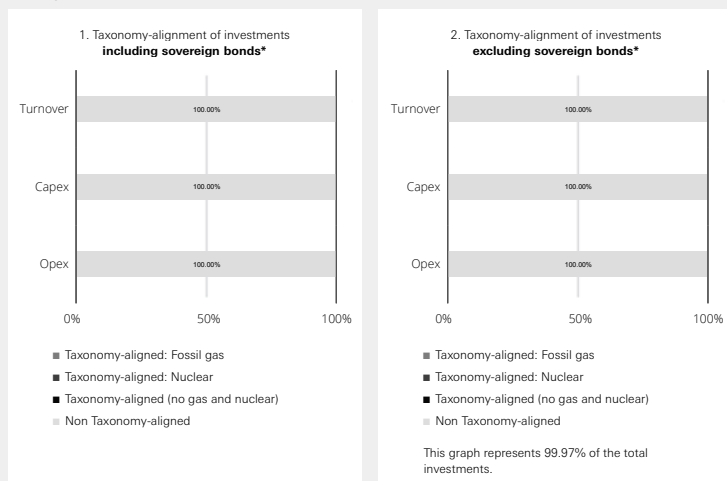 1. Taxonomy-alignment of investments
including sovereign bonds*
Turnover
100.00%
Capex
100.00%
Opex
100.00%
0%
50%
100%
Taxonomy-aligned: Fossil gas
Taxonomy-aligned: Nuclear
Taxonomy-aligned (no gas and nuclear)
Non Taxonomy-aligned
2. Taxonomy-alignment of investments
excluding sovereign bonds*
Turnover
100.00%
Capex
100.00%
Opex
100.00%
0%
50%
100%
Taxonomy-aligned: Fossil gas
Taxonomy-aligned: Nuclear
Taxonomy-aligned (no gas and nuclear)
Non Taxonomy-aligned
This graph represents 99.97% of the total
investments.